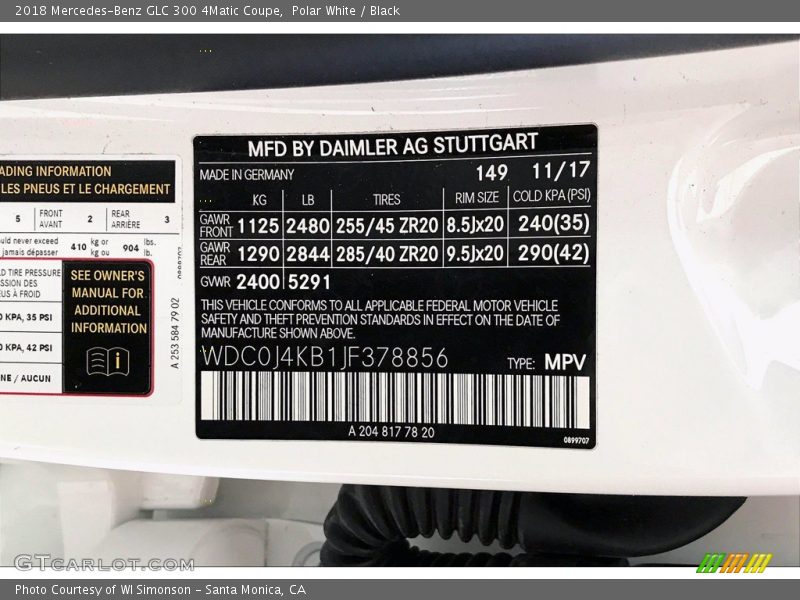 2018 Mercedes-Benz GLC 300 4Matic Coupe, Polar White / Black
ADING INFORMATION
LES PNEUS ET LE CHARGEMENT
5 FRONT AVANT 2 REAR ARRIÈRE 3
uld never exceed 410 kg or 904 lbs.
jamais dépasser kg ou lb.
D TIRE PRESSURE
SSION DES
US À FROID
0 KPA, 35 PSI
0 KPA, 42 PSI
NE / AUCUN
SEE OWNER'S
MANUAL FOR
ADDITIONAL
INFORMATION
i
A 253 584 79 02
0899707
MFD BY DAIMLER AG STUTTGART
MADE IN GERMANY 149 11/17
KG LB TIRES RIM SIZE COLD KPA (PSI)
GAWR FRONT 1125 2480 255/45 ZR20 8.5Jx20 240(35)
GAWR REAR 1290 2844 285/40 ZR20 9.5Jx20 290(42)
GVWR 2400 5291
THIS VEHICLE CONFORMS TO ALL APPLICABLE FEDERAL MOTOR VEHICLE
SAFETY AND THEFT PREVENTION STANDARDS IN EFFECT ON THE DATE OF
MANUFACTURE SHOWN ABOVE.
WDC0J4KB1JF378856 TYPE: MPV
A 204 817 78 20
0899707
GTCARLOT.COM
Photo Courtesy of WI Simonson - Santa Monica, CA